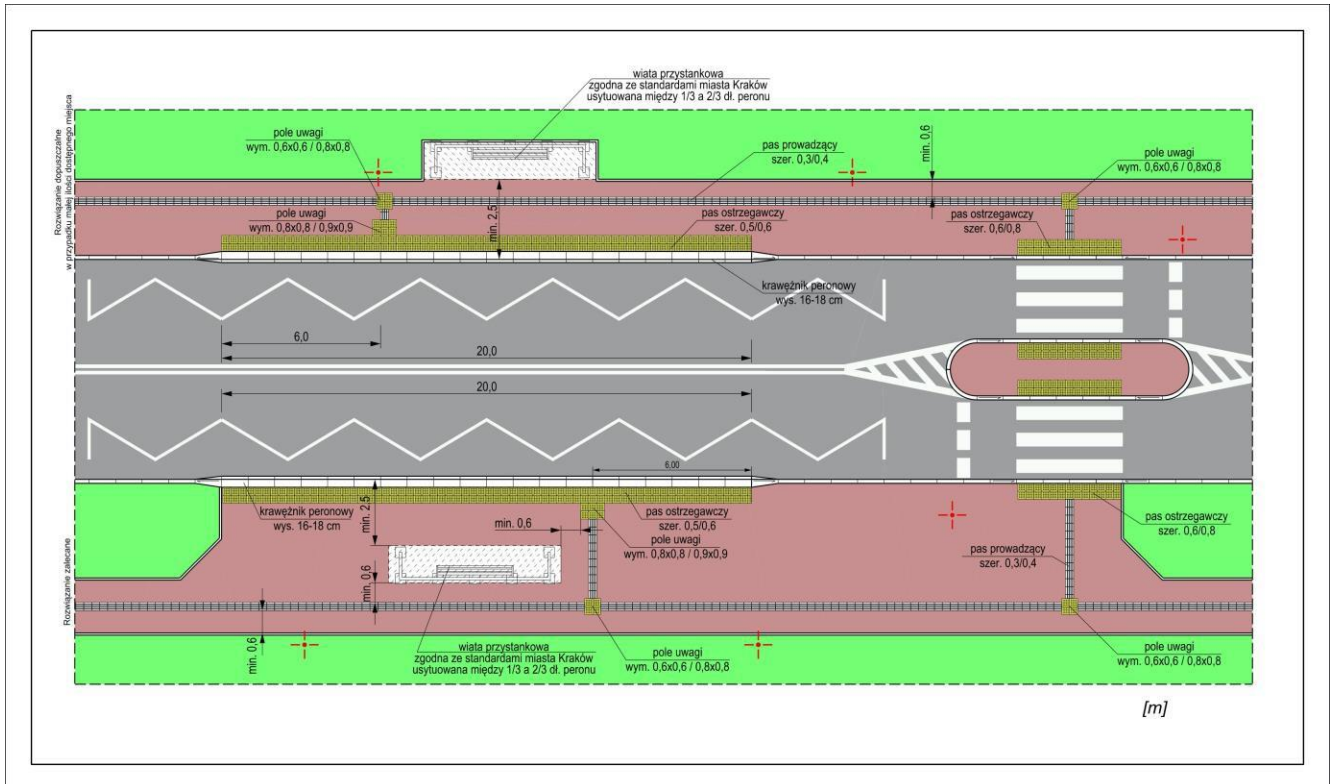 Rozwiązanie dopuszczalne
w przypadku małej ilości dostępnego miejsca
wiata przystankowa
zgodna ze standardami miasta Kraków
usytuowana między 1/3 a 2/3 dł. peronu
pole uwagi
wym. 0,6x0,6 / 0,8x0,8
pas prowadzący
szer. 0,3/0,4
min. 0,6
pole uwagi
wym. 0,6x0,6 / 0,8x0,8
pole uwagi
wym. 0,8x0,8 / 0,9x0,9
min. 2,5
pas ostrzegawczy
szer. 0,5/0,6
pas ostrzegawczy
szer. 0,6/0,8
krawężnik peronowy
wys. 16-18 cm
6,0
20,0
20,0
6,00
Rozwiązanie zalecane
krawężnik peronowy
wys. 16-18 cm
min. 2,5
min. 0,6
pas ostrzegawczy
szer. 0,5/0,6
pole uwagi
wym. 0,8x0,8 / 0,9x0,9
pas ostrzegawczy
szer. 0,6/0,8
pas prowadzący
szer. 0,3/0,4
min. 0,6
min. 0,6
wiata przystankowa
zgodna ze standardami miasta Kraków
usytuowana między 1/3 a 2/3 dł. peronu
pole uwagi
wym. 0,6x0,6 / 0,8x0,8
pole uwagi
wym. 0,6x0,6 / 0,8x0,8
[m]